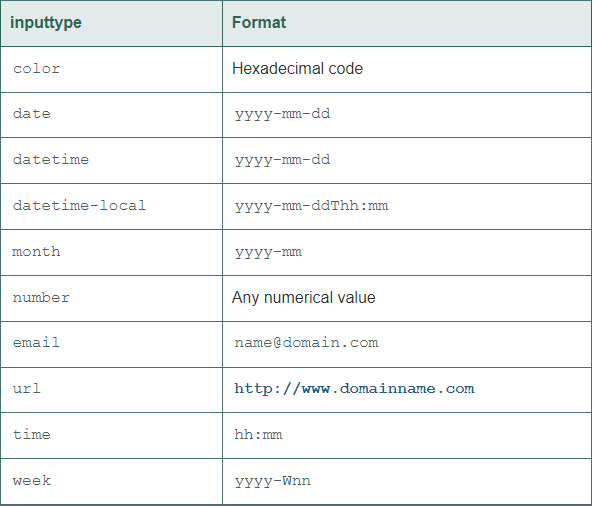 inputtype Format
color Hexadecimal code
date yyyy-mm-dd
datetime yyyy-mm-dd
datetime-local yyyy-mm-ddThh:mm
month yyyy-mm
number Any numerical value
email name@domain.com
url http://www.domainname.com
time hh:mm
week yyyy-Wnn